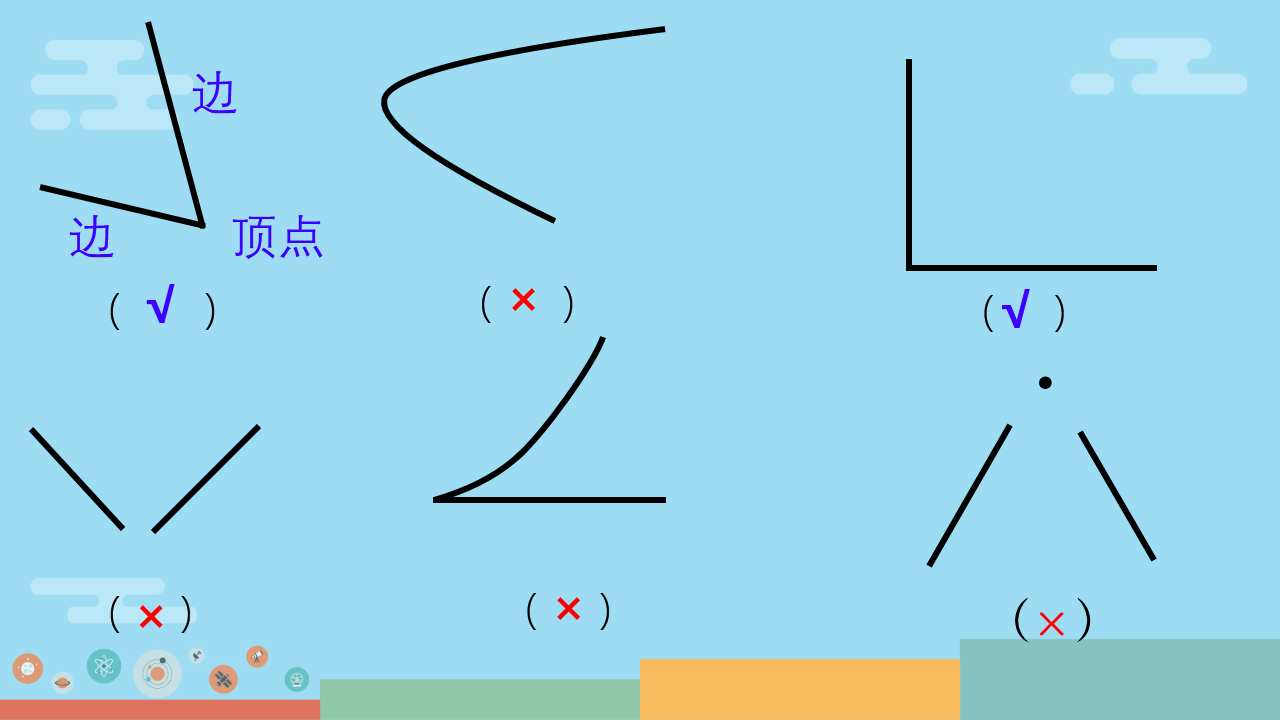 边
边 顶点
( √ ) ( × ) ( √ )
( × ) ( × ) ( × )